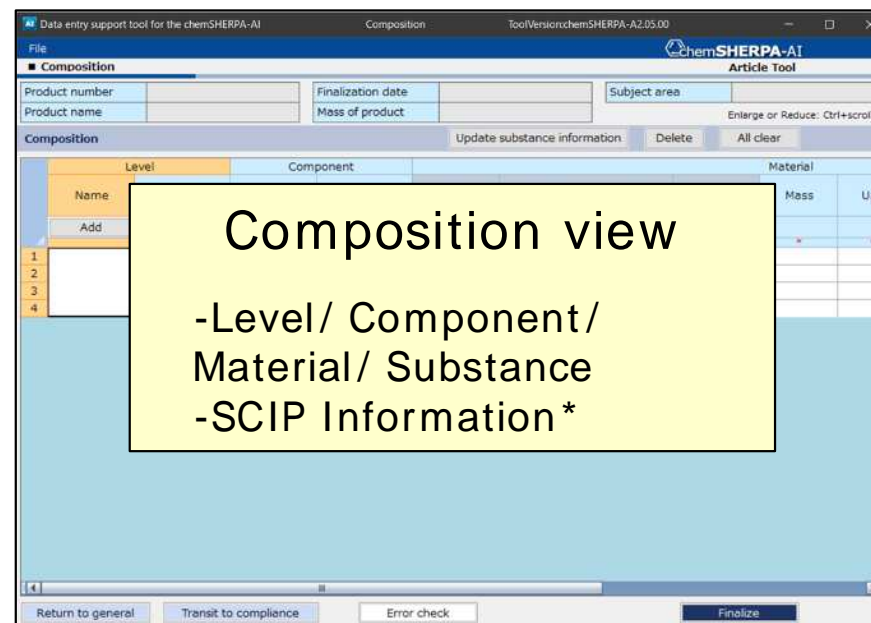 Data entry support tool for the chemSHERPA-AI Composition ToolVersion:chemSHERPA-A2.05.00
File
chemSHERPA-AI
■ Composition
Article Tool
Product number Finalization date Subject area
Product name Mass of product
Enlarge or Reduce: Ctrl+scrol
Composition Update substance information Delete All clear
Level Component Material
Name Mass U
Add
1
2
3
4
Composition view
-Level/ Component/
Material/ Substance
-SCIP Information*
Return to general Transit to compliance Error check Finalize